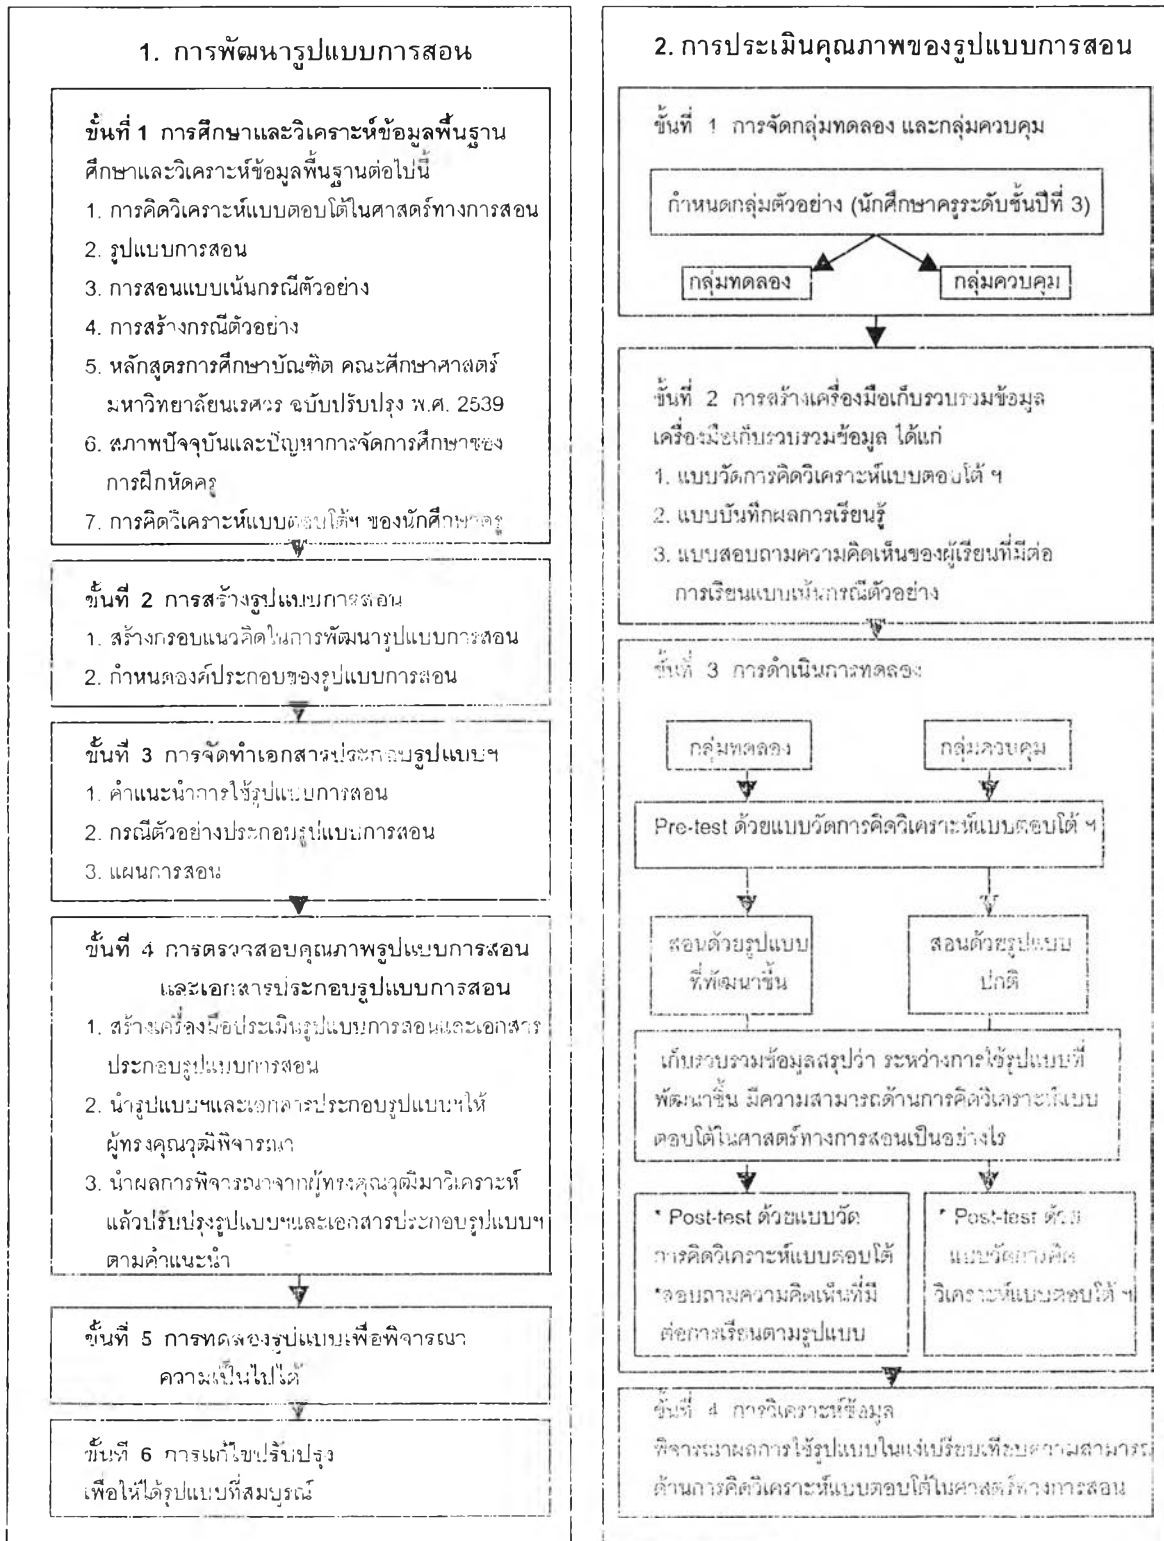 1. การพัฒนารูปแบบการสอน
ขั้นที่ 1 การศึกษาและวิเคราะห์ข้อมูลพื้นฐาน
ศึกษาและวิเคราะห์ข้อมูลพื้นฐานต่อไปนี้
1. การคิดวิเคราะห์แบบตอบโต้ในศาสตร์ทางการสอน
2. รูปแบบการสอน
3. การสอนแบบเน้นกรณีตัวอย่าง
4. การสร้างกรณีตัวอย่าง
5. หลักสูตรการศึกษาบัณฑิต คณะศึกษาศาสตร์
มหาวิทยาลัยนเรศวร ฉบับปรับปรุง พ.ศ. 2539
6. สภาพปัจจุบันและปัญหาการจัดการศึกษาของ
การฝึกหัดครู
7. การคิดวิเคราะห์แบบตอบโต้ฯ ของนักศึกษาครู
ขั้นที่ 2 การสร้างรูปแบบการสอน
1. สร้างกรอบแนวคิดในการพัฒนารูปแบบการสอน
2. กำหนดองค์ประกอบของรูปแบบการสอน
ขั้นที่ 3 การจัดทำเอกสารประกอบรูปแบบฯ
1. คำแนะนำการใช้รูปแบบการสอน
2. กรณีตัวอย่างประกอบรูปแบบการสอน
3. แผนการสอน
ขั้นที่ 4 การตรวจสอบคุณภาพรูปแบบการสอน
และเอกสารประกอบรูปแบบการสอน
1. สร้างเครื่องมือประเมินรูปแบบการสอนและเอกสาร
ประกอบรูปแบบการสอน
2. นำรูปแบบฯและเอกสารประกอบรูปแบบฯให้
ผู้ทรงคุณวุฒิพิจารณา
3. นำผลการพิจารณาจากผู้ทรงคุณวุฒิมาวิเคราะห์
แล้วปรับปรุงรูปแบบฯและเอกสารประกอบรูปแบบฯ
ตามคำแนะนำ
ขั้นที่ 5 การทดลองรูปแบบเพื่อพิจารณา
ความเป็นไปได้
ขั้นที่ 6 การแก้ไขปรับปรุง
เพื่อให้ได้รูปแบบที่สมบูรณ์
2. การประเมินคุณภาพของรูปแบบการสอน
ขั้นที่ 1 การจัดกลุ่มทดลอง และกลุ่มควบคุม
กำหนดกลุ่มตัวอย่าง (นักศึกษาครูระดับชั้นปีที่ 3)
กลุ่มทดลอง
กลุ่มควบคุม
ขั้นที่ 2 การสร้างเครื่องมือเก็บรวบรวมข้อมูล
เครื่องมือเก็บรวบรวมข้อมูล ได้แก่
1. แบบวัดการคิดวิเคราะห์แบบตอบโต้ ฯ
2. แบบบันทึกผลการเรียนรู้
3. แบบสอบถามความคิดเห็นของผู้เรียนที่มีต่อ
การเรียนแบบเน้นกรณีตัวอย่าง
ขั้นที่ 3 การดำเนินการทดลอง
กลุ่มทดลอง
กลุ่มควบคุม
Pre-test ด้วยแบบวัดการคิดวิเคราะห์แบบตอบโต้ ฯ
สอนด้วยรูปแบบ
ที่พัฒนาขึ้น
สอนด้วยรูปแบบ
ปกติ
เก็บรวบรวมข้อมูลสรุปว่า ระหว่างการใช้รูปแบบที่
พัฒนาขึ้น มีความสามารถด้านการคิดวิเคราะห์แบบ
ตอบโต้ในศาสตร์ทางการสอนเป็นอย่างไร
* Post-test ด้วยแบบวัด
การคิดวิเคราะห์แบบตอบโต้
*สอบถามความคิดเห็นที่มี
ต่อการเรียนตามรูปแบบ
* Post-test ด้วย
แบบวัดการคิด
วิเคราะห์แบบตอบโต้ ฯ
ขั้นที่ 4 การวิเคราะห์ข้อมูล
พิจารณาผลการใช้รูปแบบในแง่เปรียบเทียบความสามารถ
ด้านการคิดวิเคราะห์แบบตอบโต้ในศาสตร์ทางการสอน